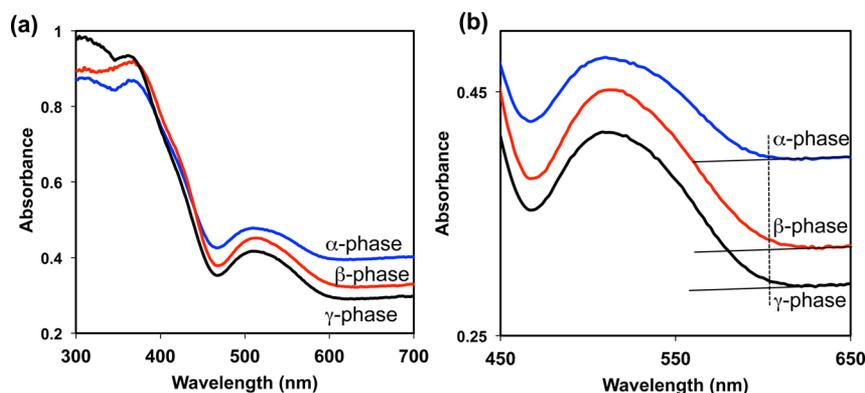 (a)
1
0.8
0.6
0.4
0.2
300
400
500
600
700
Absorbance
Wavelength (nm)
α-phase
β-phase
γ-phase
(b)
0.45
0.25
450
550
650
Absorbance
Wavelength (nm)
α-phase
β-phase
γ-phase